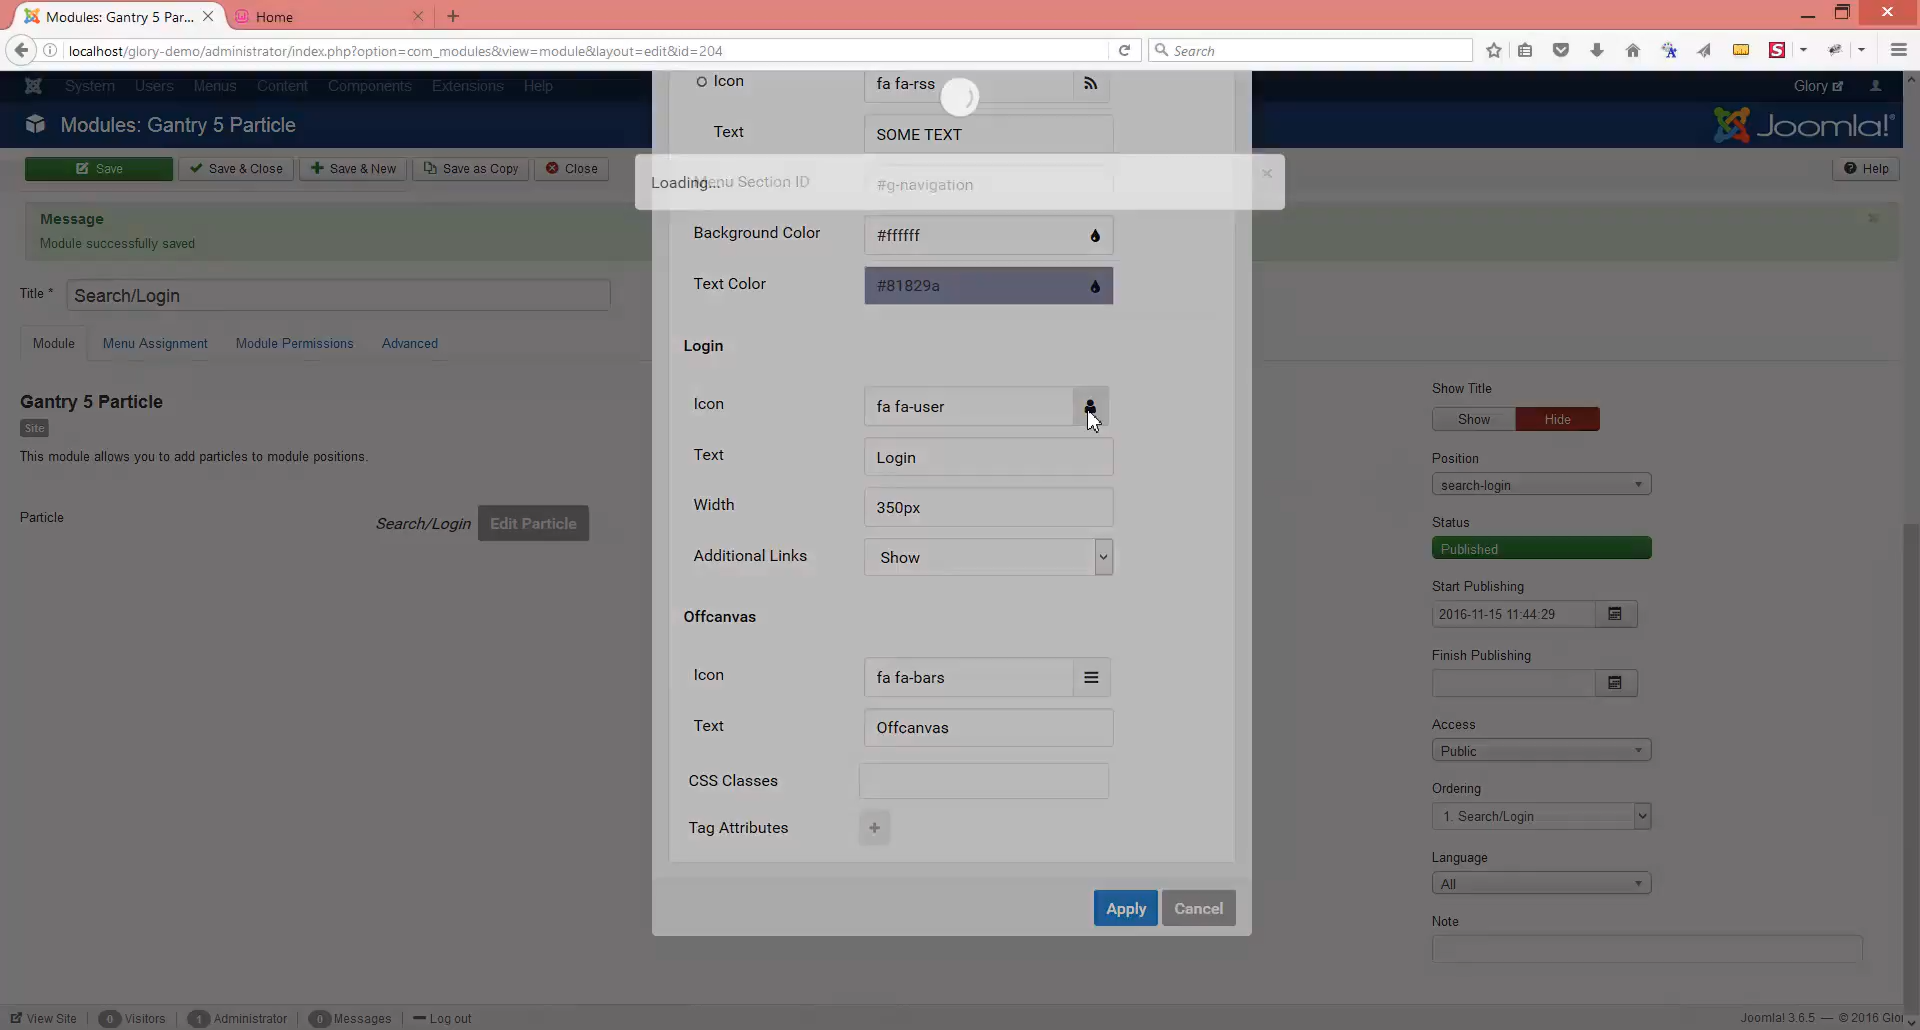 Modules: Gantry 5 Par...
Home
localhost/glory-demo/administrator/index.php?option=com_modules&view=module&layout=edit&id=204
Search
System Users Menus Content Components Extensions Help
Glory
Modules: Gantry 5 Particle
Joomla!
Save
Save & Close
Save & New
Save as Copy
Close
Help
Message
Module successfully saved
Title * Search/Login
Module
Menu Assignment
Module Permissions
Advanced
Gantry 5 Particle
Site
This module allows you to add particles to module positions.
Particle
Search/Login
Edit Particle
Icon fa fa-rss
Text SOME TEXT
Loading...
Menu Section ID #g-navigation
Background Color #ffffff
Text Color #81829a
Login
Icon fa fa-user
Text Login
Width 350px
Additional Links Show
Offcanvas
Icon fa fa-bars
Text Offcanvas
CSS Classes
Tag Attributes
Apply Cancel
Show Title
Show Hide
Position
search-login
Status
Published
Start Publishing
2016-11-15 11:44:29
Finish Publishing
Access
Public
Ordering
1. Search/Login
Language
All
Note
View Site 0 Visitors 1 Administrator 0 Messages Log out
Joomla! 3.6.5 — © 2016 Glor